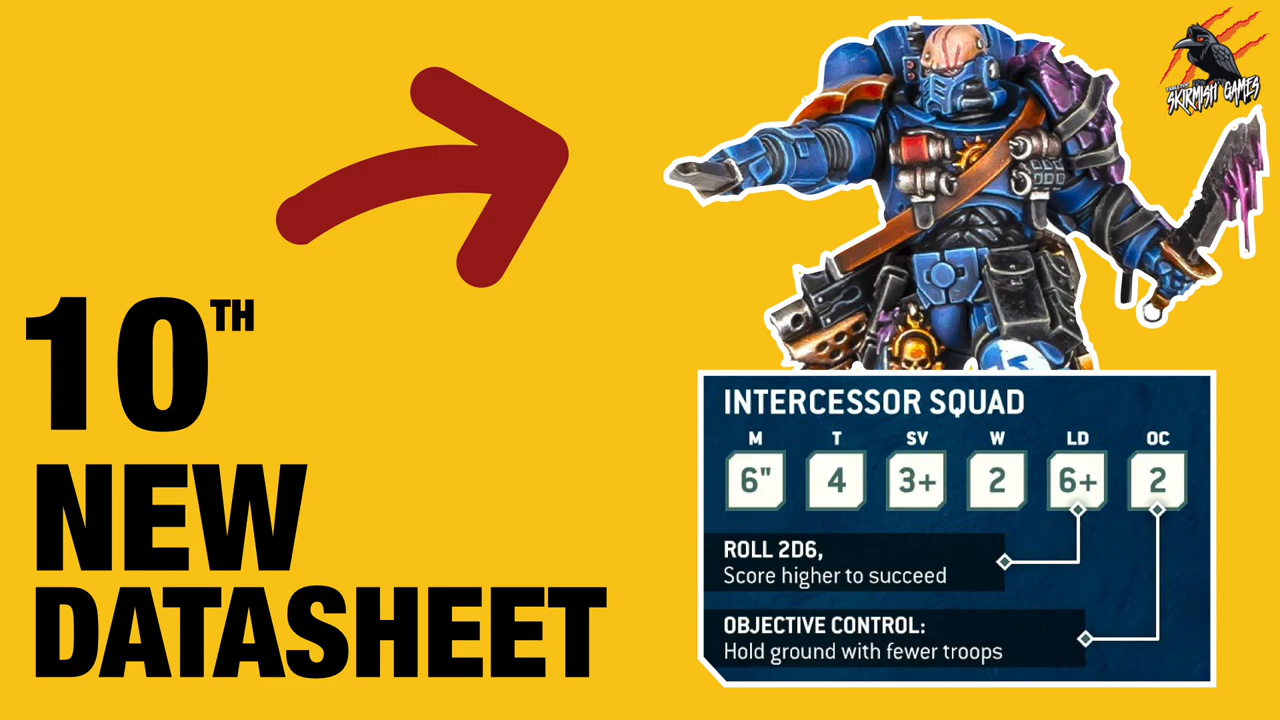 SKIRMISH GAMES
10TH
NEW
DATASHEET
INTERCESSOR SQUAD
M T SV W LD OC
6" 4 3+ 2 6+ 2
ROLL 2D6,
Score higher to succeed
OBJECTIVE CONTROL:
Hold ground with fewer troops